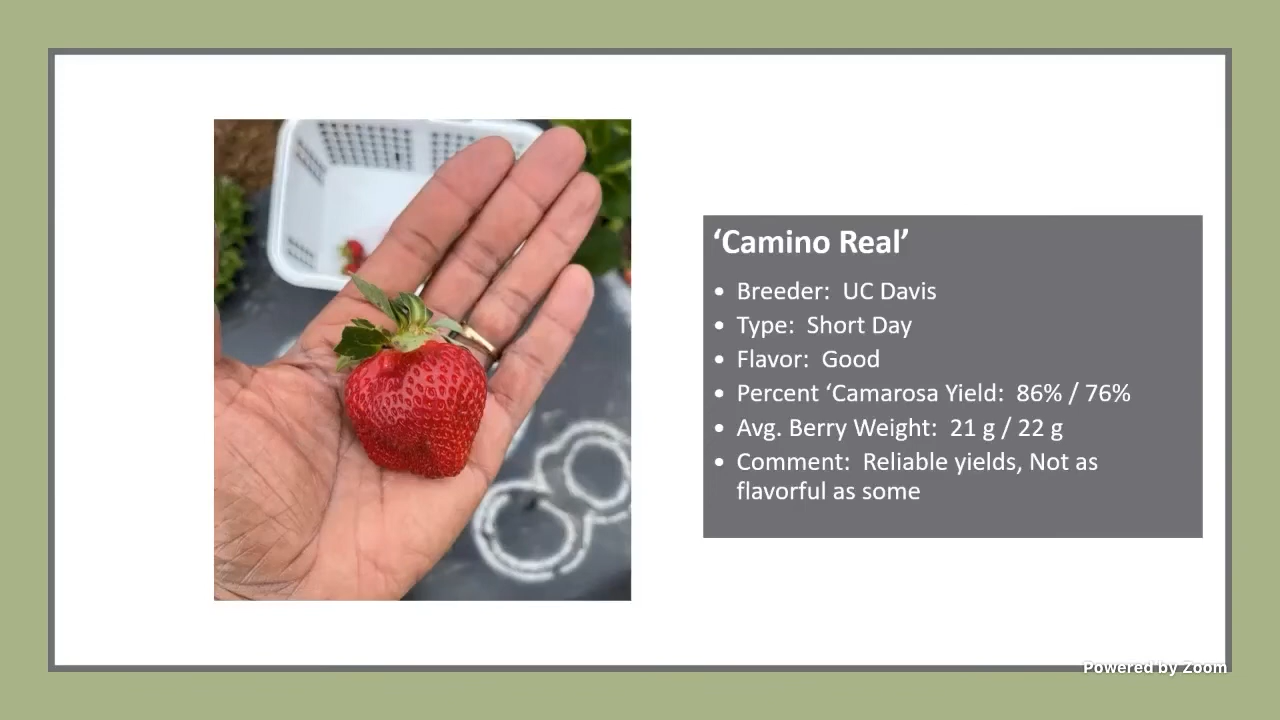 ‘Camino Real’
• Breeder:  UC Davis
• Type:  Short Day
• Flavor:  Good
• Percent ‘Camarosa Yield:  86% / 76%
• Avg. Berry Weight:  21 g / 22 g
• Comment:  Reliable yields, Not as
flavorful as some
Powered by Zoom